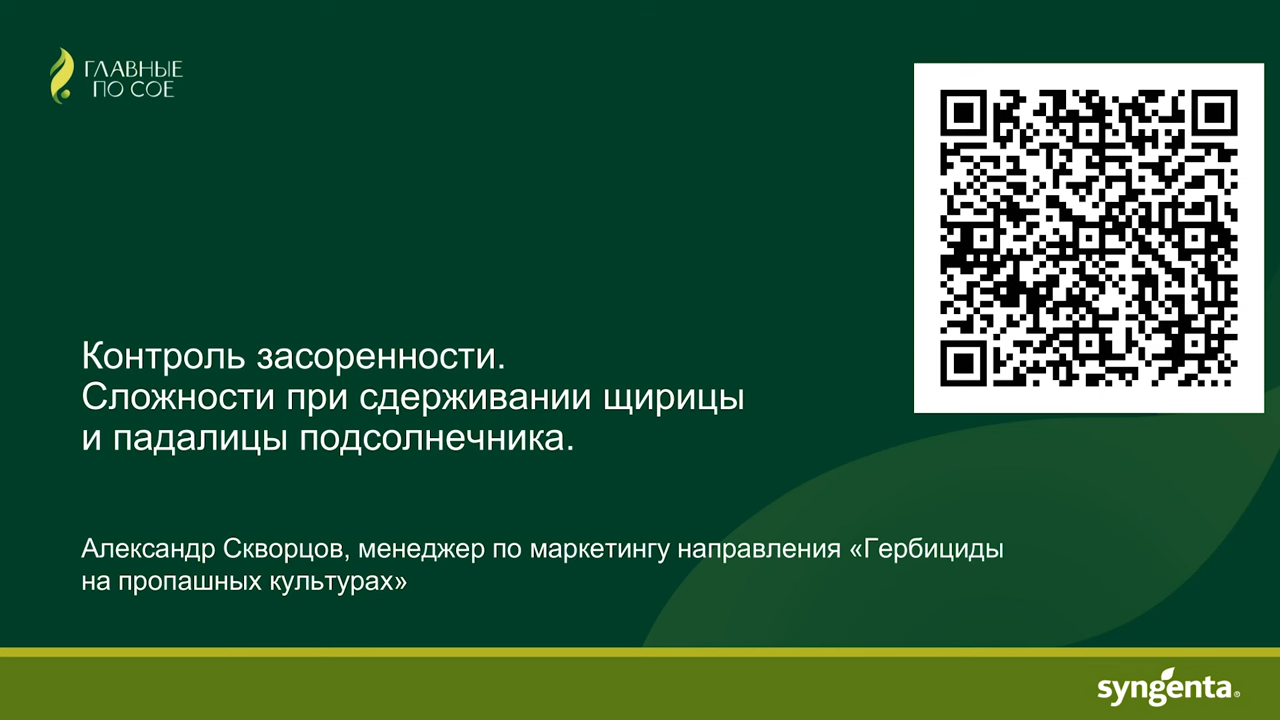 ГЛАВНЫЕ
ПО СОЕ
Контроль засоренности.
Сложности при сдерживании щирицы
и падалицы подсолнечника.
Александр Скворцов, менеджер по маркетингу направления «Гербициды
на пропашных культурах»
syngenta®